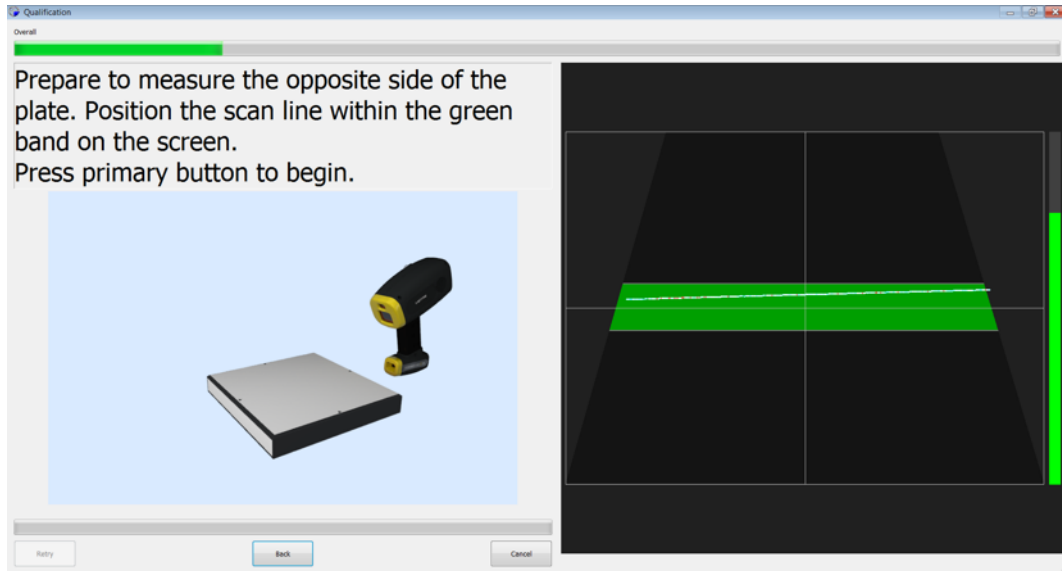 Qualification
Overall
Prepare to measure the opposite side of the
plate. Position the scan line within the green
band on the screen.
Press primary button to begin.
Retry
Back
Cancel